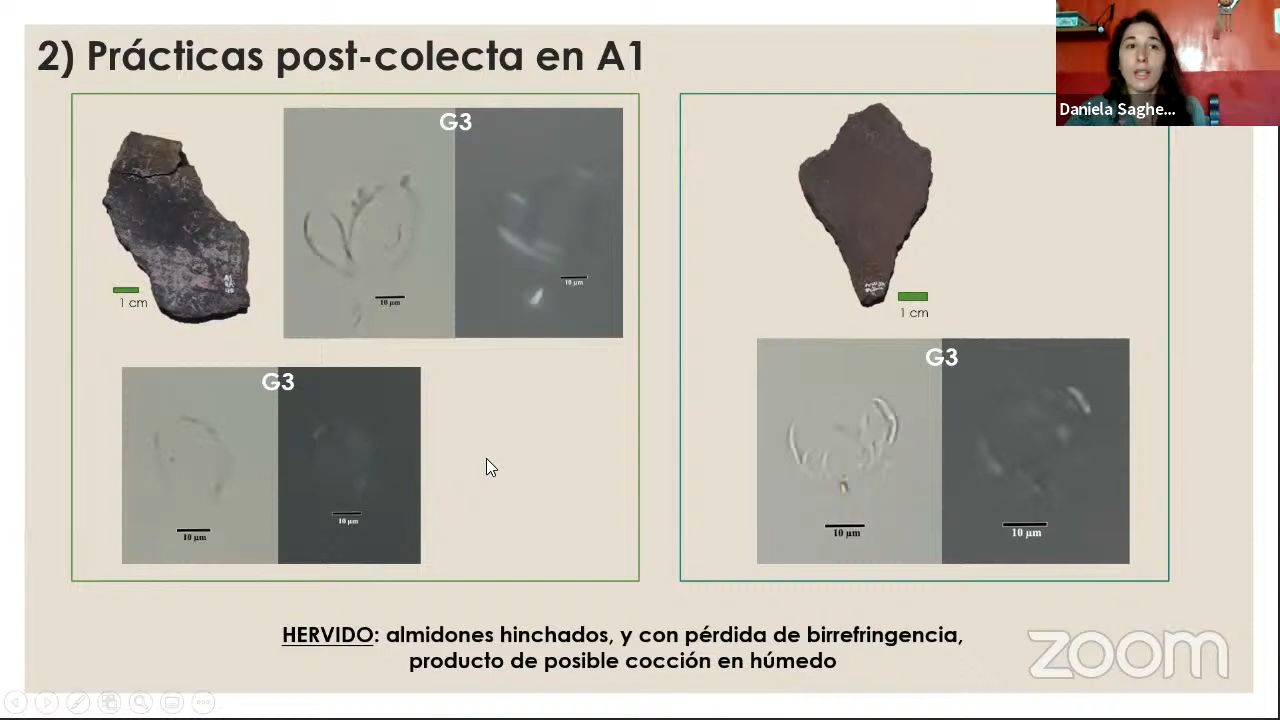 2) Prácticas post-colecta en A1
Daniela Saghe...
G3
10 µm
10 µm
1 cm
G3
10 µm
10 µm
1 cm
G3
10 µm
10 µm
HERVIDO: almidones hinchados, y con pérdida de birrefringencia,
producto de posible cocción en húmedo
zoom